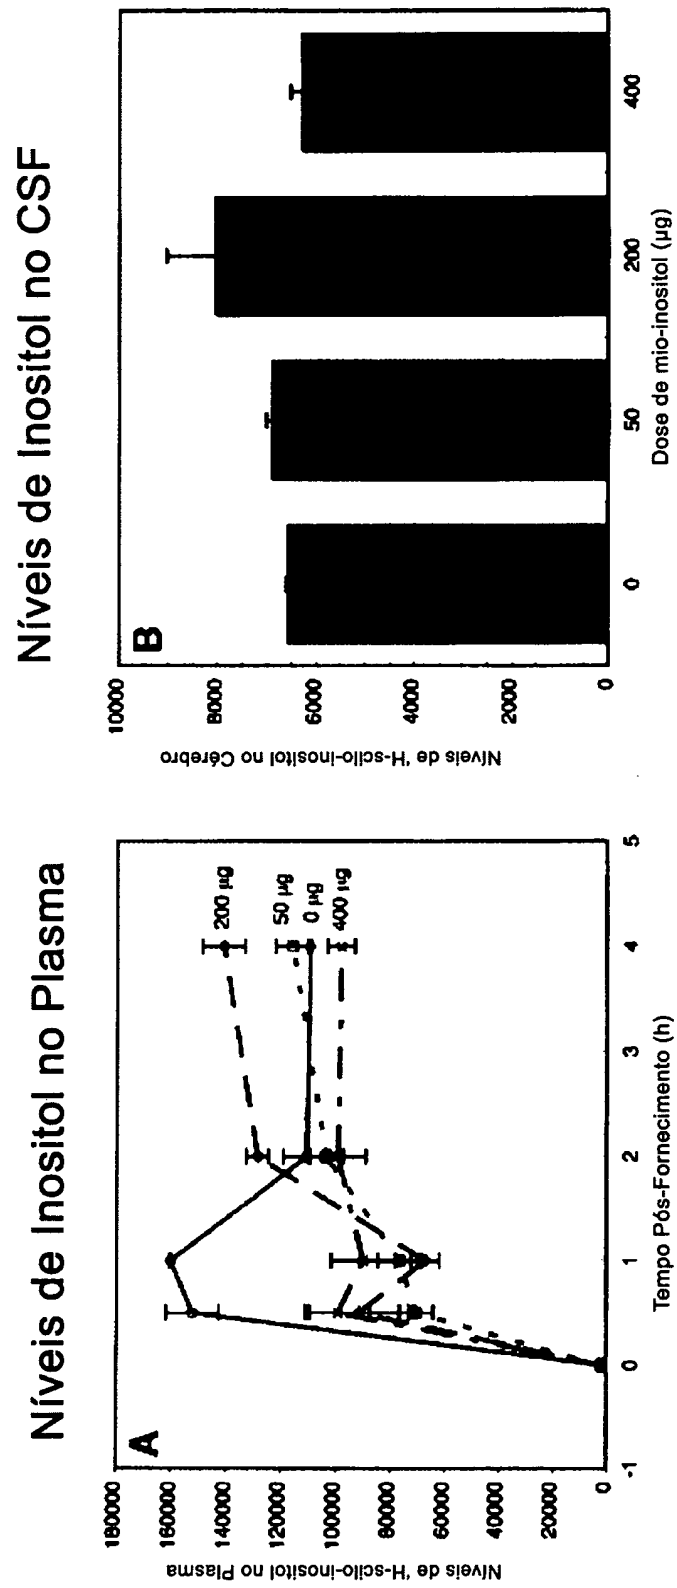 Níveis de Inositol no Plasma
A
Níveis de ³H-scilo-inositol no Plasma
180000
160000
140000
120000
100000
80000
60000
40000
20000
0
-1
0
1
2
3
4
5
Tempo Pós-Fornecimento (h)
200 µg
50 µg
0 µg
400 µg
Níveis de Inositol no CSF
B
Níveis de ³H-scilo-inositol no Cérebro
10000
8000
6000
4000
2000
0
0
50
200
400
Dose de mio-inositol (µg)